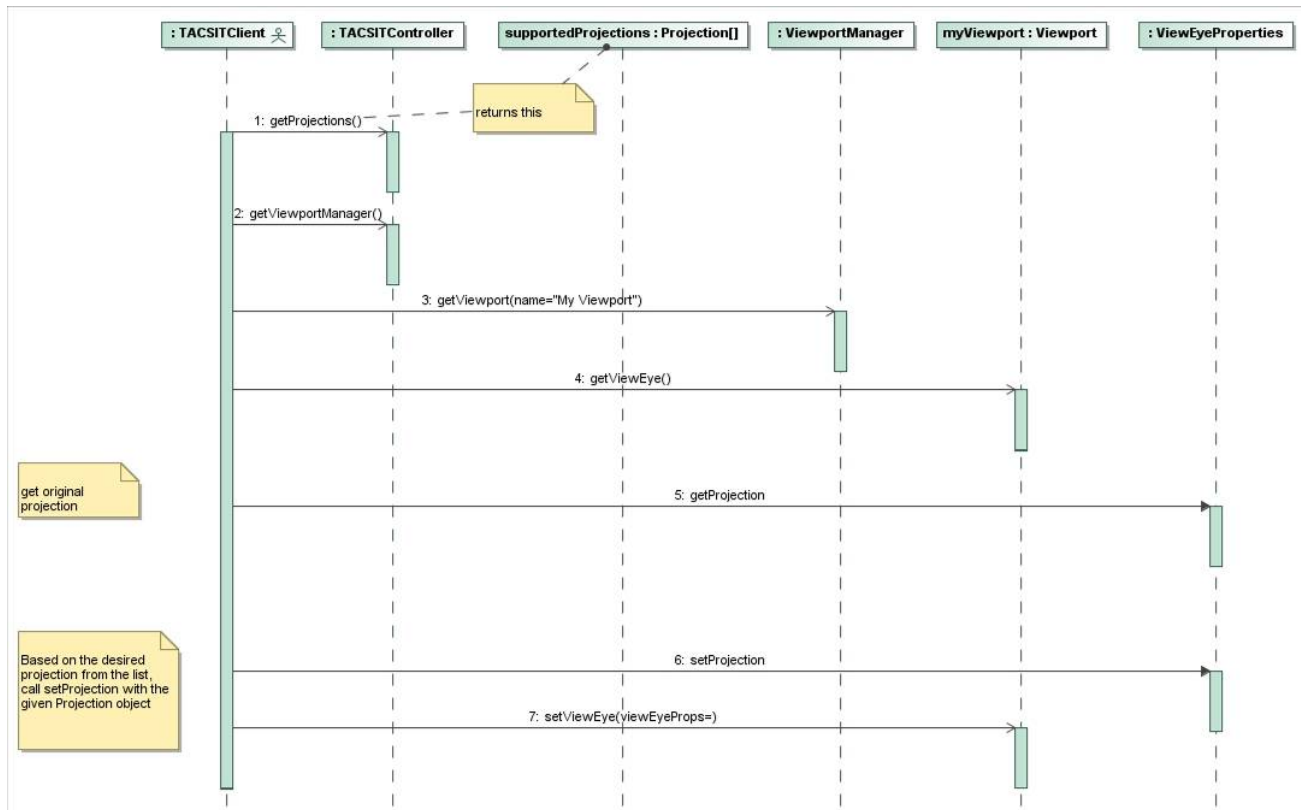 : TACSITClient
: TACSITController
supportedProjections : Projection[]
: ViewportManager
myViewport : Viewport
: ViewEyeProperties
returns this
1: getProjections()
2: getViewportManager()
3: getViewport(name="My Viewport")
4: getViewEye()
get original
projection
5: getProjection
Based on the desired
projection from the list,
call setProjection with the
given Projection object
6: setProjection
7: setViewEye(viewEyeProps=)